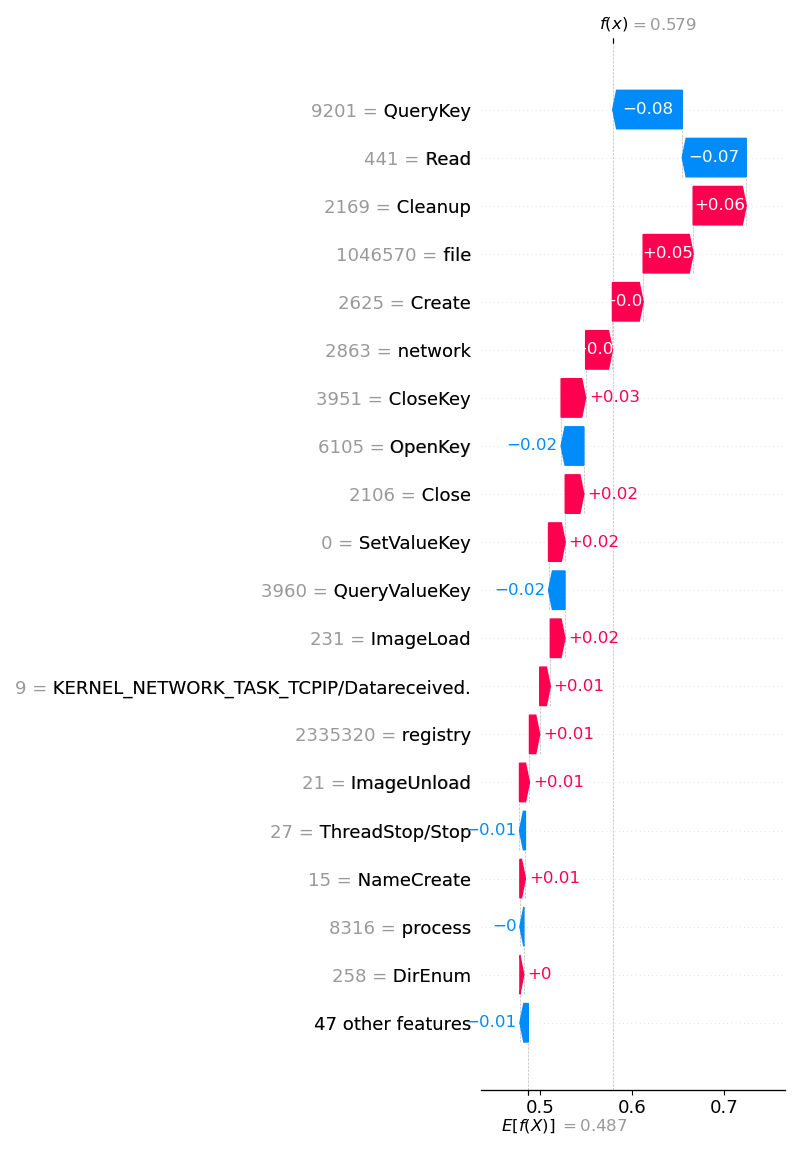 f(x) = 0.579
9201 = QueryKey −0.08
441 = Read −0.07
2169 = Cleanup +0.06
1046570 = file +0.05
2625 = Create
2863 = network
3951 = CloseKey +0.03
6105 = OpenKey −0.02
2106 = Close +0.02
0 = SetValueKey +0.02
3960 = QueryValueKey −0.02
231 = ImageLoad +0.02
9 = KERNEL_NETWORK_TASK_TCPIP/Datareceived. +0.01
2335320 = registry +0.01
21 = ImageUnload +0.01
27 = ThreadStop/Stop −0.01
15 = NameCreate +0.01
8316 = process −0
258 = DirEnum +0
47 other features −0.01
0.5 0.6 0.7
E[f(X)] = 0.487